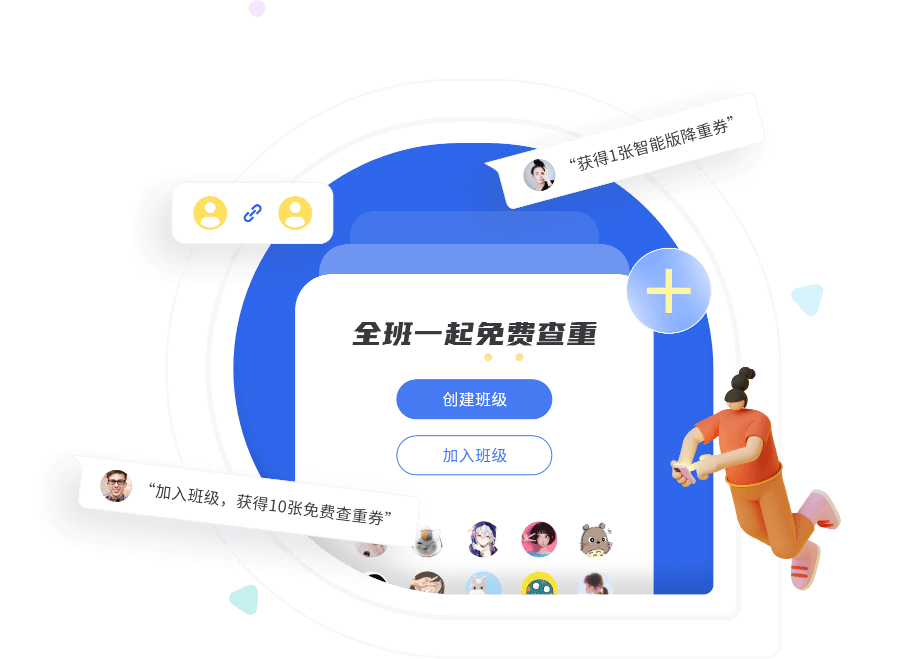 “获得1张智能版降重券”
全班一起免费查重
创建班级
加入班级
“加入班级，获得10张免费查重券”